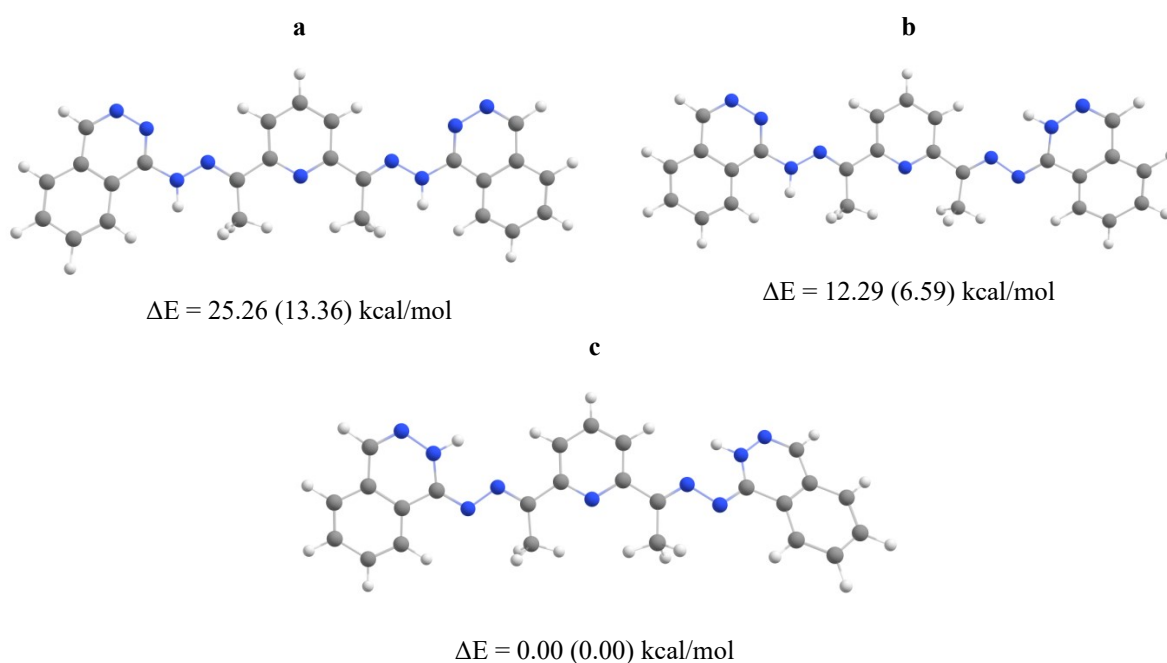 a
b
ΔE = 25.26 (13.36) kcal/mol
ΔE = 12.29 (6.59) kcal/mol
c
ΔE = 0.00 (0.00) kcal/mol